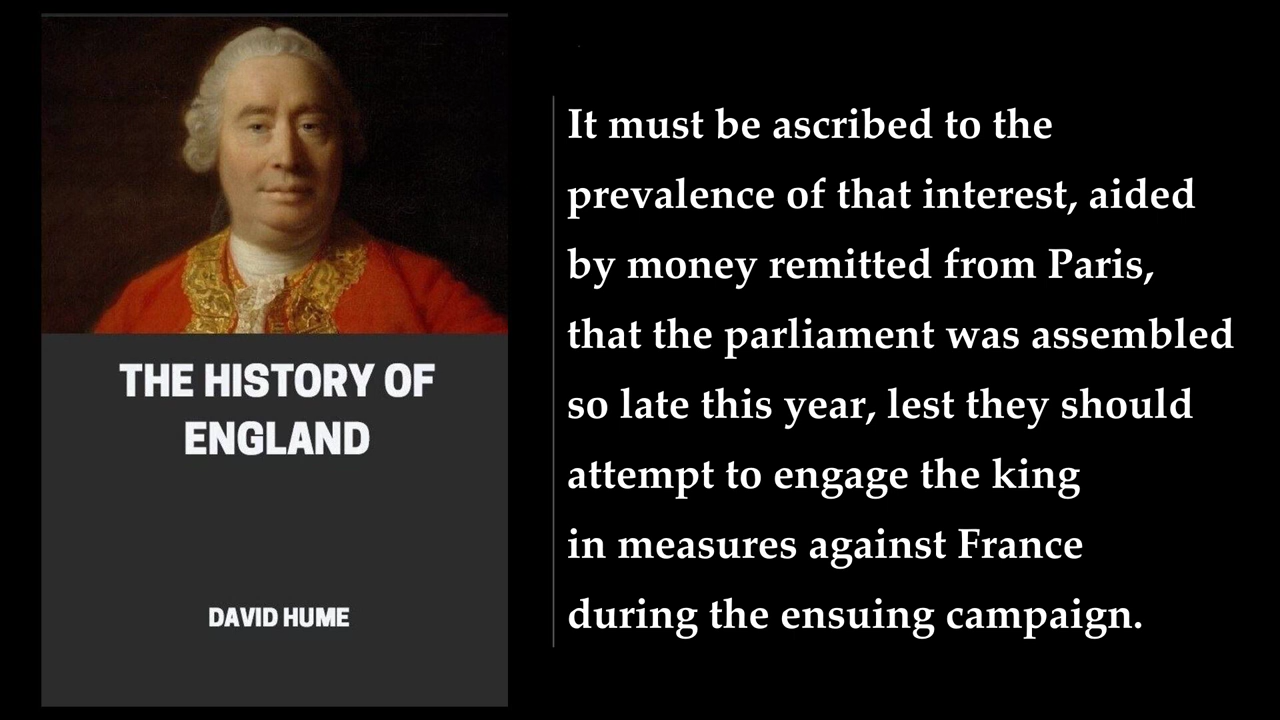 THE HISTORY OF
ENGLAND
DAVID HUME
It must be ascribed to the
prevalence of that interest, aided
by money remitted from Paris,
that the parliament was assembled
so late this year, lest they should
attempt to engage the king
in measures against France
during the ensuing campaign.